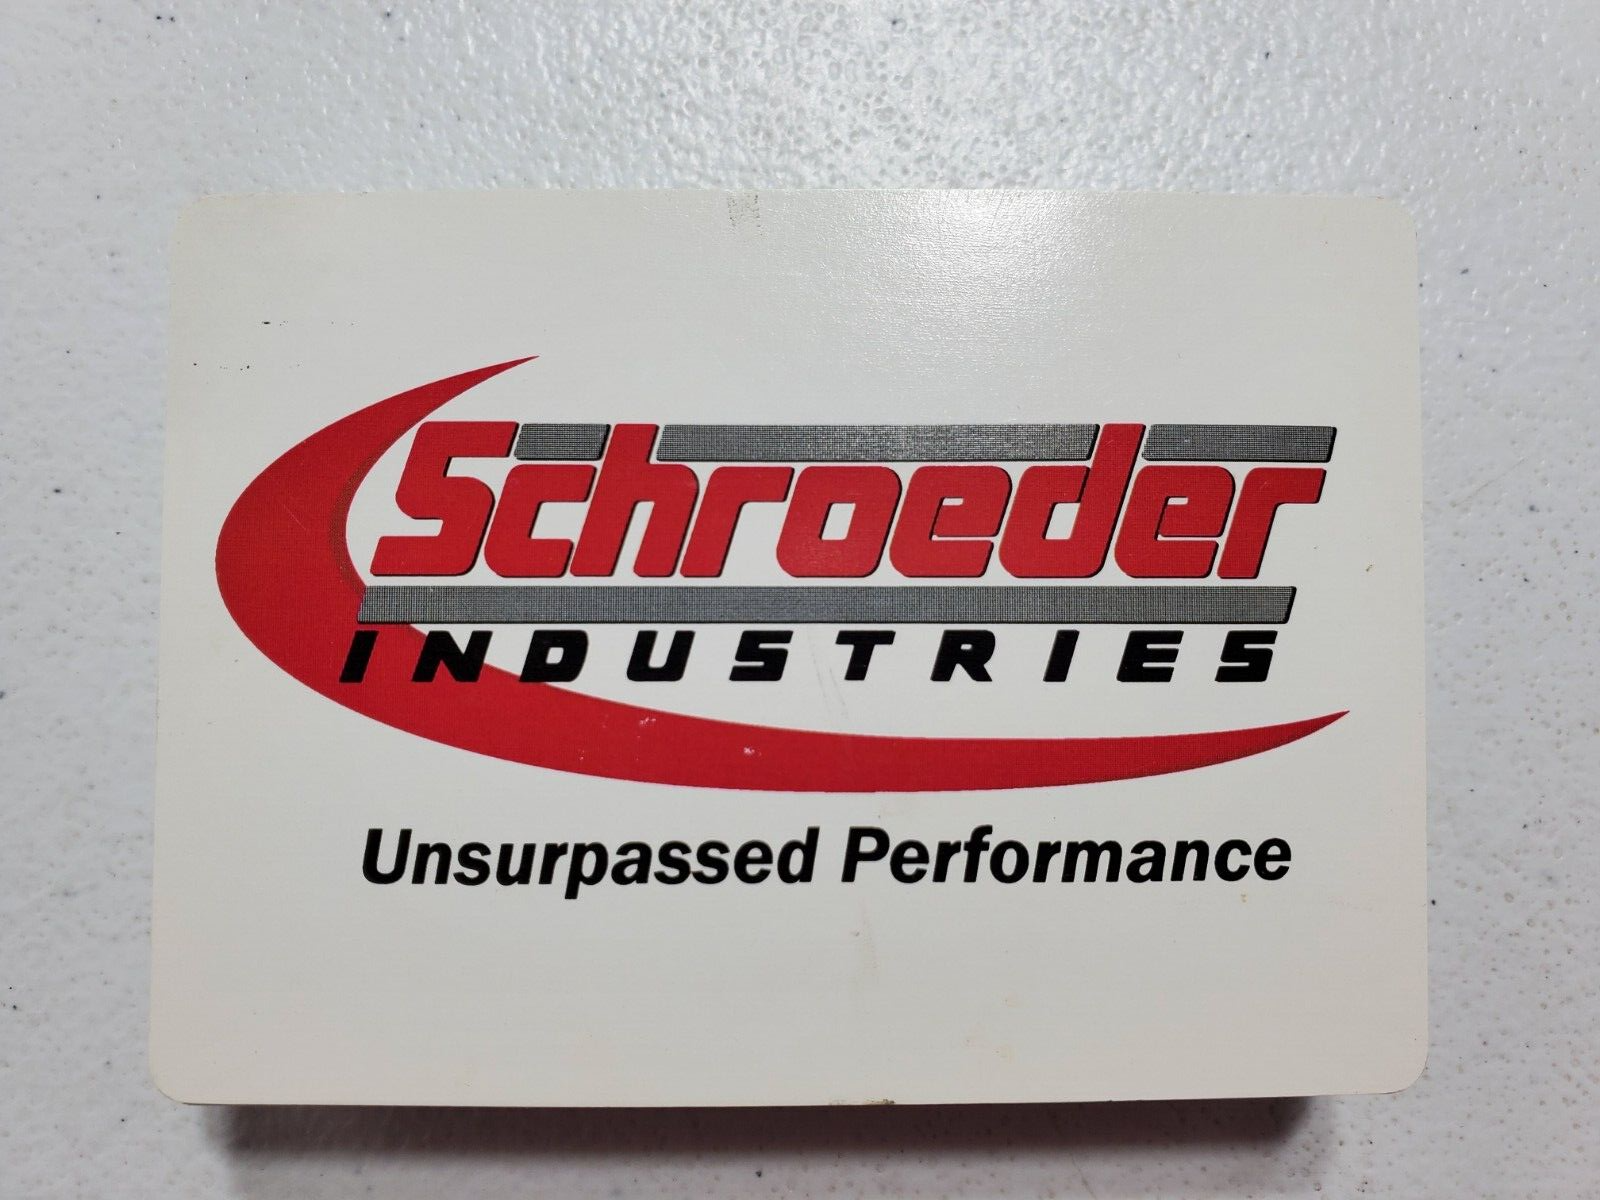 Schroeder
INDUSTRIES
Unsurpassed Performance